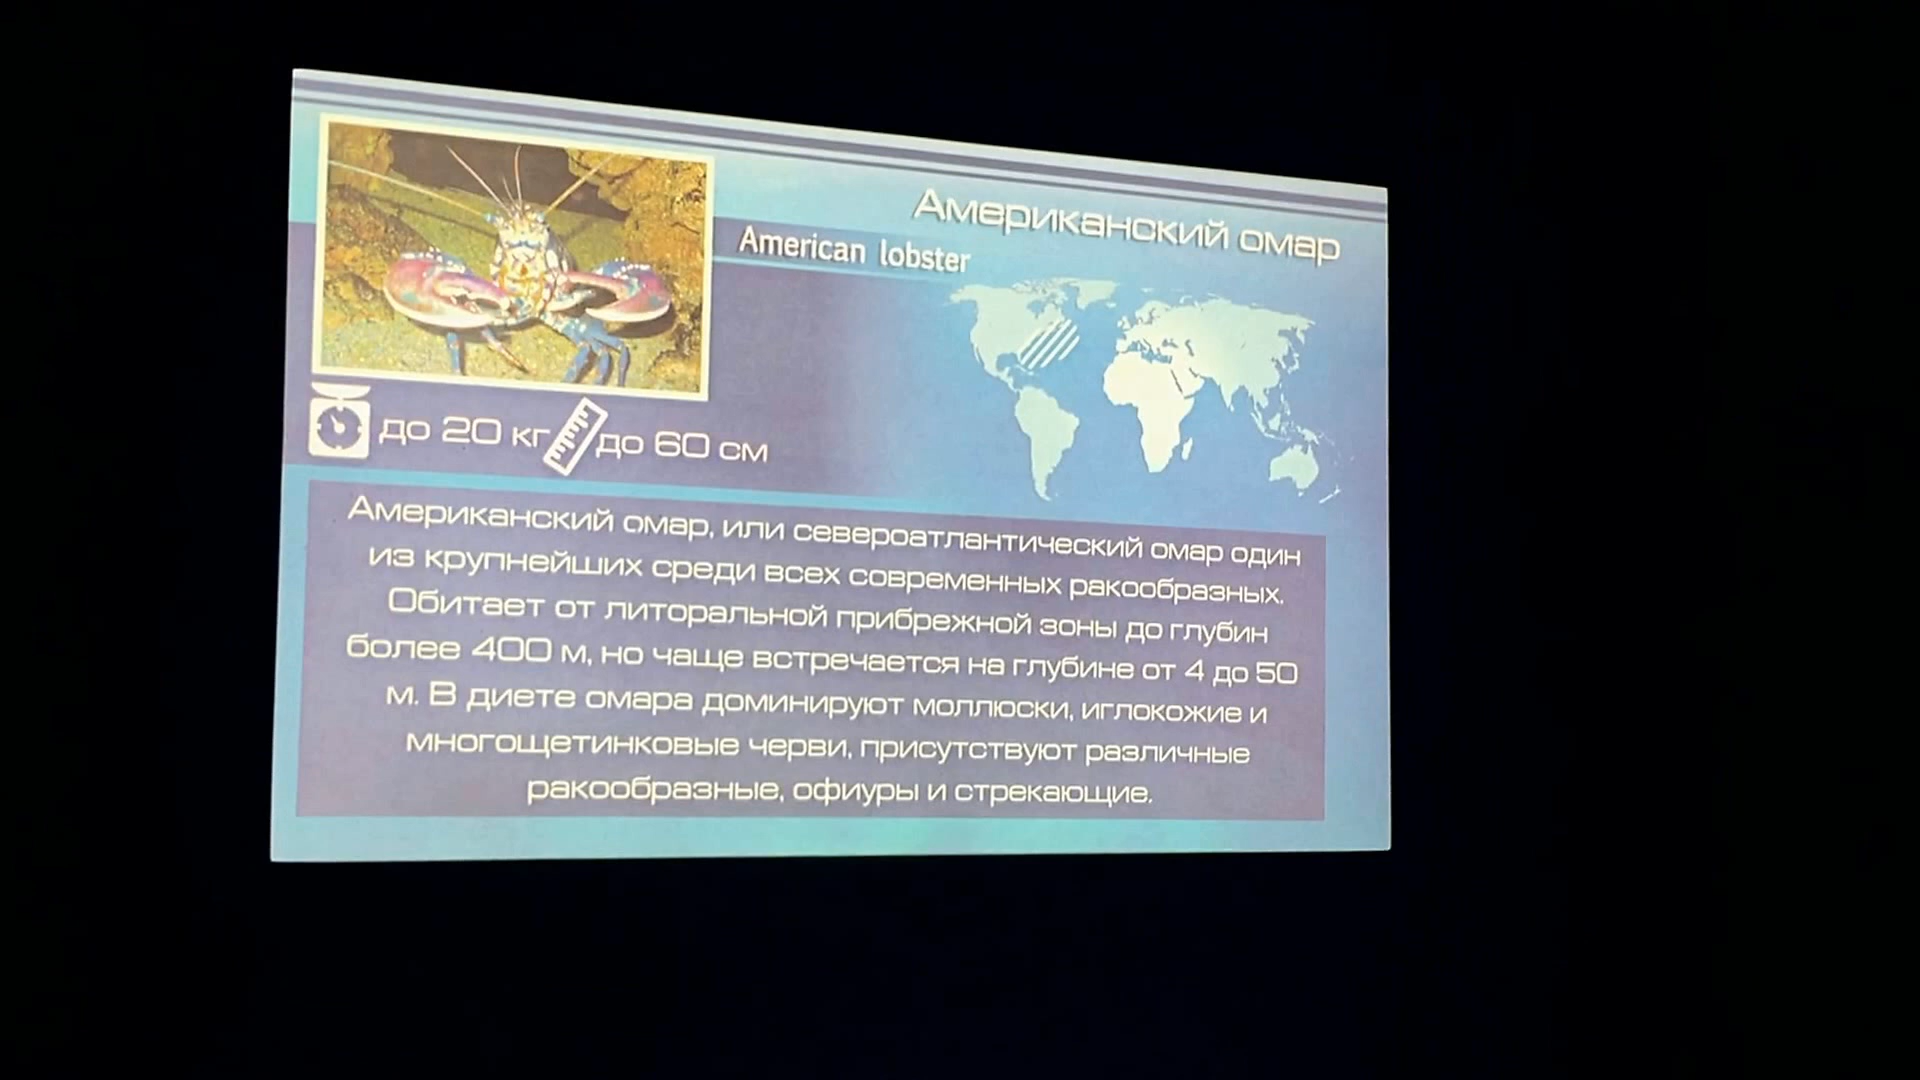 Американский омар
American lobster
до 20 кг до 60 см
Американский омар, или североатлантический омар один
из крупнейших среди всех современных ракообразных.
Обитает от литоральной прибрежной зоны до глубин
более 400 м, но чаще встречается на глубине от 4 до 50
м. В диете омара доминируют моллюски, иглокожие и
многощетинковые черви, присутствуют различные
ракообразные, офиуры и стрекающие.